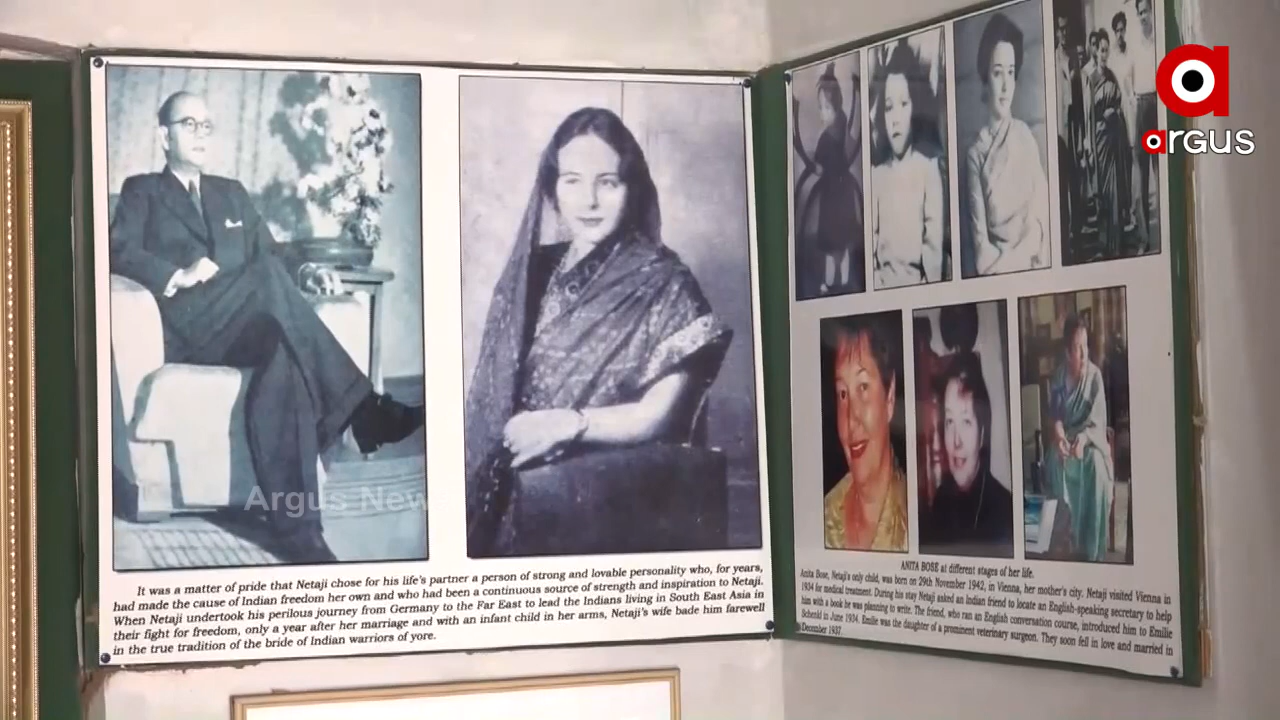 argus
Argus News
It was a matter of pride that Netaji chose for his life's partner a person of strong and lovable personality who, for years,
had made the cause of Indian freedom her own and who had been a continuous source of strength and inspiration to Netaji.
When Netaji undertook his perilous journey from Germany to the Far East to lead the Indians living in South East Asia in
their fight for freedom, only a year after her marriage and with an infant child in her arms, Netaji's wife bade him farewell
in the true tradition of the bride of Indian warriors of yore.
ANITA BOSE at different stages of her life.
Anita Bose, Netaji's only child, was born on 29th November 1942, in Vienna, her mother's city. Netaji visited Vienna in
1934 for medical treatment. During his stay Netaji asked an Indian friend to locate an English-speaking secretary to help
him with a book he was planning to write. The friend, who ran an English conversation course, introduced him to Emilie
Schenkl in June 1934. Emilie was the daughter of a prominent veterinary surgeon. They soon fell in love and married in
December 1937.